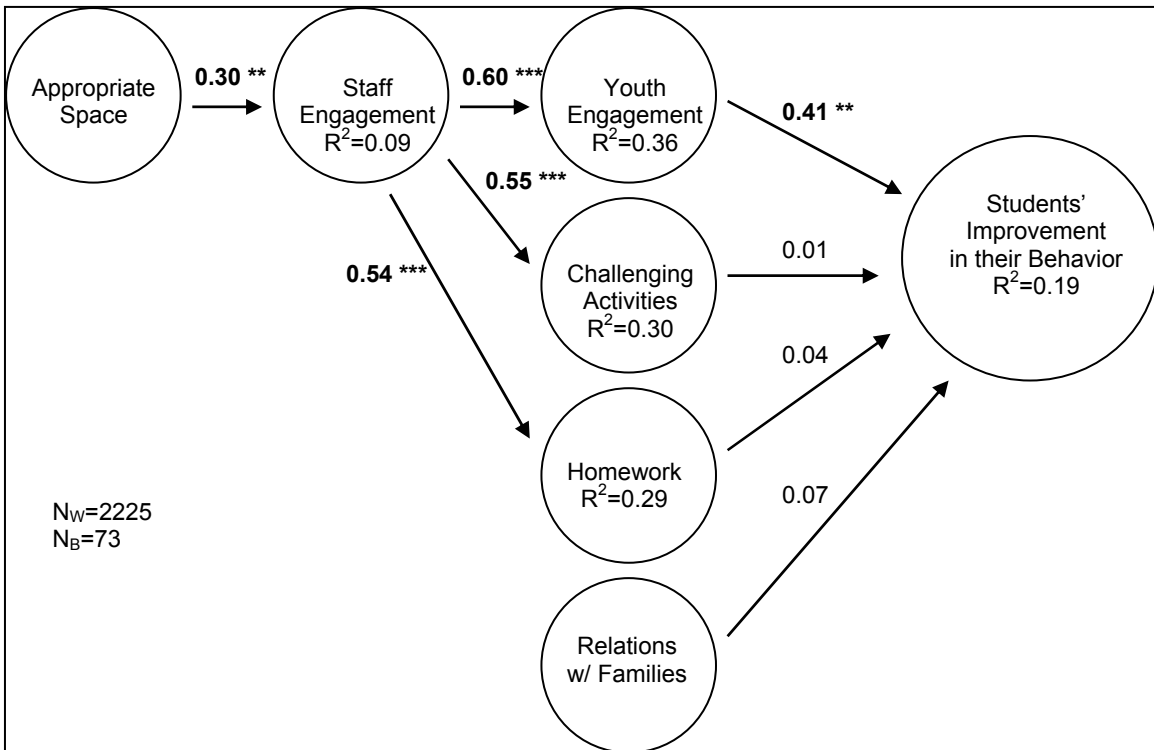 Appropriate
Space
0.30 **
Staff
Engagement
R²=0.09
0.60 ***
Youth
Engagement
R²=0.36
0.41 **
0.55 ***
Students’
Improvement
in their Behavior
R²=0.19
0.54 ***
Challenging
Activities
R²=0.30
0.01
0.04
Homework
R²=0.29
0.07
N_W=2225
N_B=73
Relations
w/ Families